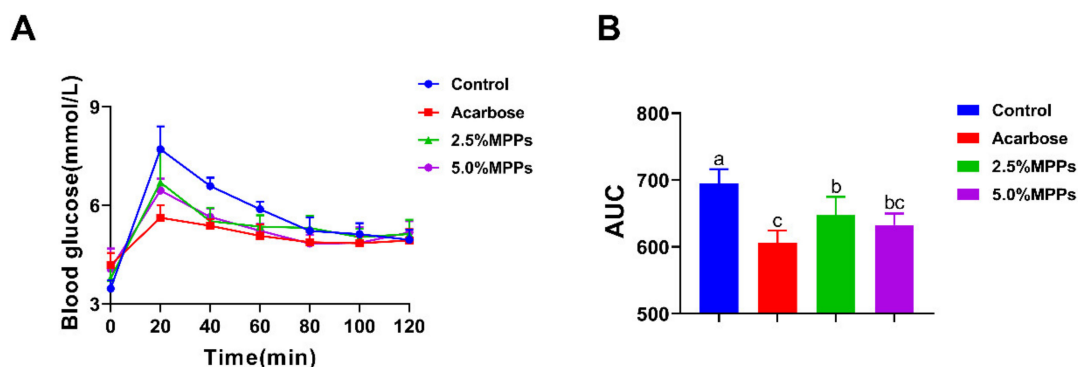 A
Blood glucose(mmol/L)
9
6
3
0 20 40 60 80 100 120
Time(min)
Control
Acarbose
2.5%MPPs
5.0%MPPs
B
AUC
800
700
600
500
a
c
b
bc
Control
Acarbose
2.5%MPPs
5.0%MPPs